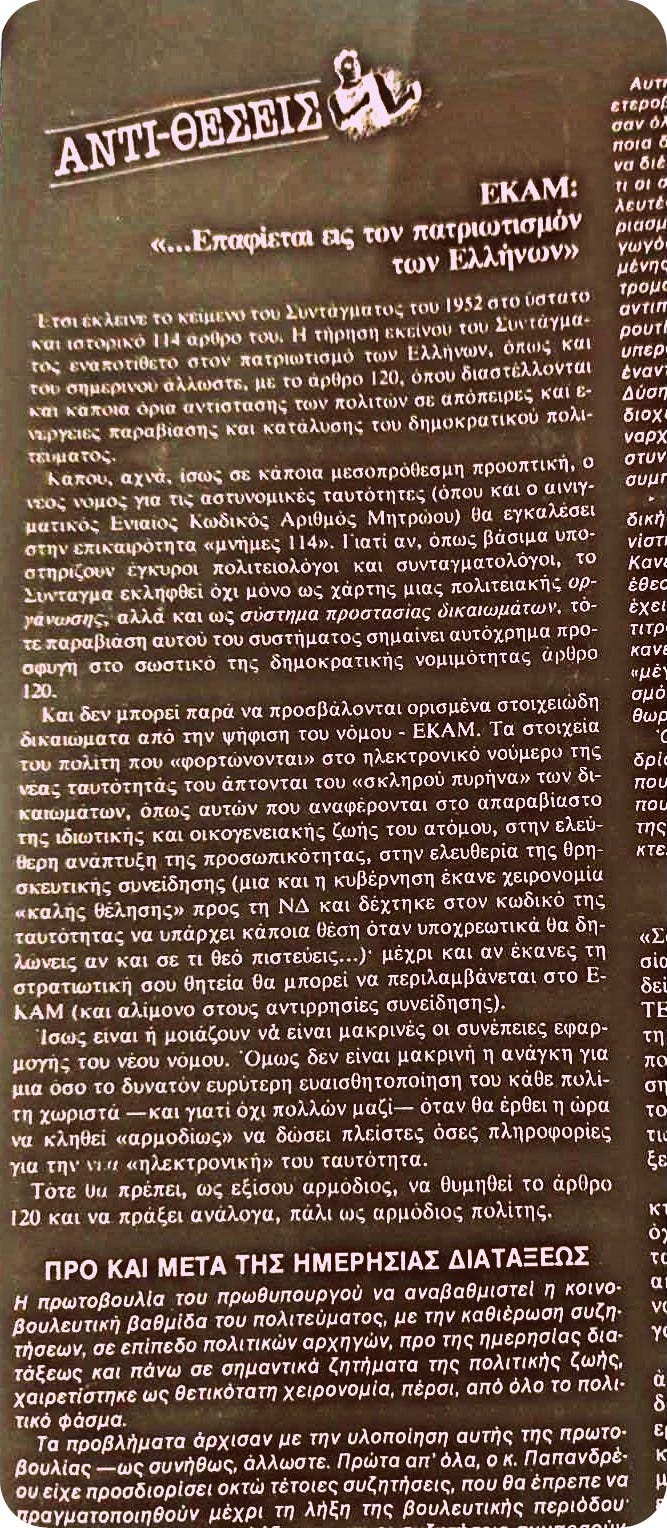 ΑΝΤΙ-ΘΕΣΕΙΣ
ΕΚΑΜ:
«...Επαφίεται εις τον πατριωτισμόν
των Ελλήνων»
Έτσι έκλεινε το κείμενο του Συντάγματος του 1952 στο ύστατο
και ιστορικό 114 άρθρο του. Η τήρηση εκείνου του Συντάγμα-
τος εναποτίθετο στον πατριωτισμό των Ελλήνων, όπως και
του σημερινού άλλωστε, με το άρθρο 120, όπου διαστέλλονται
και κάποια όρια αντίστασης των πολιτών σε απόπειρες και ε-
νέργειες παραβίασης και κατάλυσης του δημοκρατικού πολι-
τεύματος.
Κάπου, αχνά, ίσως σε κάποια μεσοπρόθεσμη προοπτική, ο
νέος νόμος για τις αστυνομικές ταυτότητες (όπου και ο αινιγ-
ματικός Ενιαίος Κωδικός Αριθμός Μητρώου) θα εγκαλέσει
στην επικαιρότητα «μνήμες 114». Γιατί αν, όπως βάσιμα υπο-
στηρίζουν έγκυροι πολιτειολόγοι και συνταγματολόγοι, το
Σύνταγμα εκληφθεί όχι μόνο ως χάρτης μιας πολιτειακής ορ-
γάνωσης, αλλά και ως σύστημα προστασίας δικαιωμάτων, τό-
τε παραβίαση αυτού του συστήματος σημαίνει αυτόχρημα προ-
σφυγή στο σωστικό της δημοκρατικής νομιμότητας άρθρο
120.
Και δεν μπορεί παρά να προσβάλονται ορισμένα στοιχειώδη
δικαιώματα από την ψήφιση του νόμου - ΕΚΑΜ. Τα στοιχεία
του πολίτη που «φορτώνονται» στο ηλεκτρονικό νούμερο της
νέας ταυτότητάς του άπτονται του «σκληρού πυρήνα» των δι-
καιωμάτων, όπως αυτών που αναφέρονται στο απαραβίαστο
της ιδιωτικής και οικογενειακής ζωής του ατόμου, στην ελεύ-
θερη ανάπτυξη της προσωπικότητας, στην ελευθερία της θρη-
σκευτικής συνείδησης (μια και η κυβέρνηση έκανε χειρονομία
«καλής θέλησης» προς τη ΝΔ και δέχτηκε στον κωδικό της
ταυτότητας να υπάρχει κάποια θέση όταν υποχρεωτικά θα δη-
λώνεις αν και σε τι θεό πιστεύεις...)· μέχρι και αν έκανες τη
στρατιωτική σου θητεία θα μπορεί να περιλαμβάνεται στο Ε-
ΚΑΜ (και αλίμονο στους αντιρρησίες συνείδησης).
Ίσως είναι ή μοιάζουν νά είναι μακρινές οι συνέπειες εφαρ-
μογής του νέου νόμου. Όμως δεν είναι μακρινή η ανάγκη για
μια όσο το δυνατόν ευρύτερη ευαισθητοποίηση του κάθε πολί-
τη χωριστά —και γιατί όχι πολλών μαζί— όταν θα έρθει η ώρα
να κληθεί «αρμοδίως» να δώσει πλείστες όσες πληροφορίες
για την νέα «ηλεκτρονική» του ταυτότητα.
Τότε θα πρέπει, ως εξίσου αρμόδιος, να θυμηθεί το άρθρο
120 και να πράξει ανάλογα, πάλι ως αρμόδιος πολίτης.
ΠΡΟ ΚΑΙ ΜΕΤΑ ΤΗΣ ΗΜΕΡΗΣΙΑΣ ΔΙΑΤΑΞΕΩΣ
Η πρωτοβουλία του πρωθυπουργού να αναβαθμιστεί η κοινο-
βουλευτική βαθμίδα του πολιτεύματος, με την καθιέρωση συζη-
τήσεων, σε επίπεδο πολιτικών αρχηγών, προ της ημερησίας δια-
τάξεως και πάνω σε σημαντικά ζητήματα της πολιτικής ζωής,
χαιρετίστηκε ως θετικότατη χειρονομία, πέρσι, από όλο το πολι-
τικό φάσμα.
Τα προβλήματα άρχισαν με την υλοποίηση αυτής της πρωτο-
βουλίας —ως συνήθως, άλλωστε. Πρώτα απ' όλα, ο κ. Παπανδρέ-
ου είχε προσδιορίσει οκτώ τέτοιες συζητήσεις, που θα έπρεπε να
πραγματοποιηθούν μέχρι τη λήξη της βουλευτικής περιόδου·